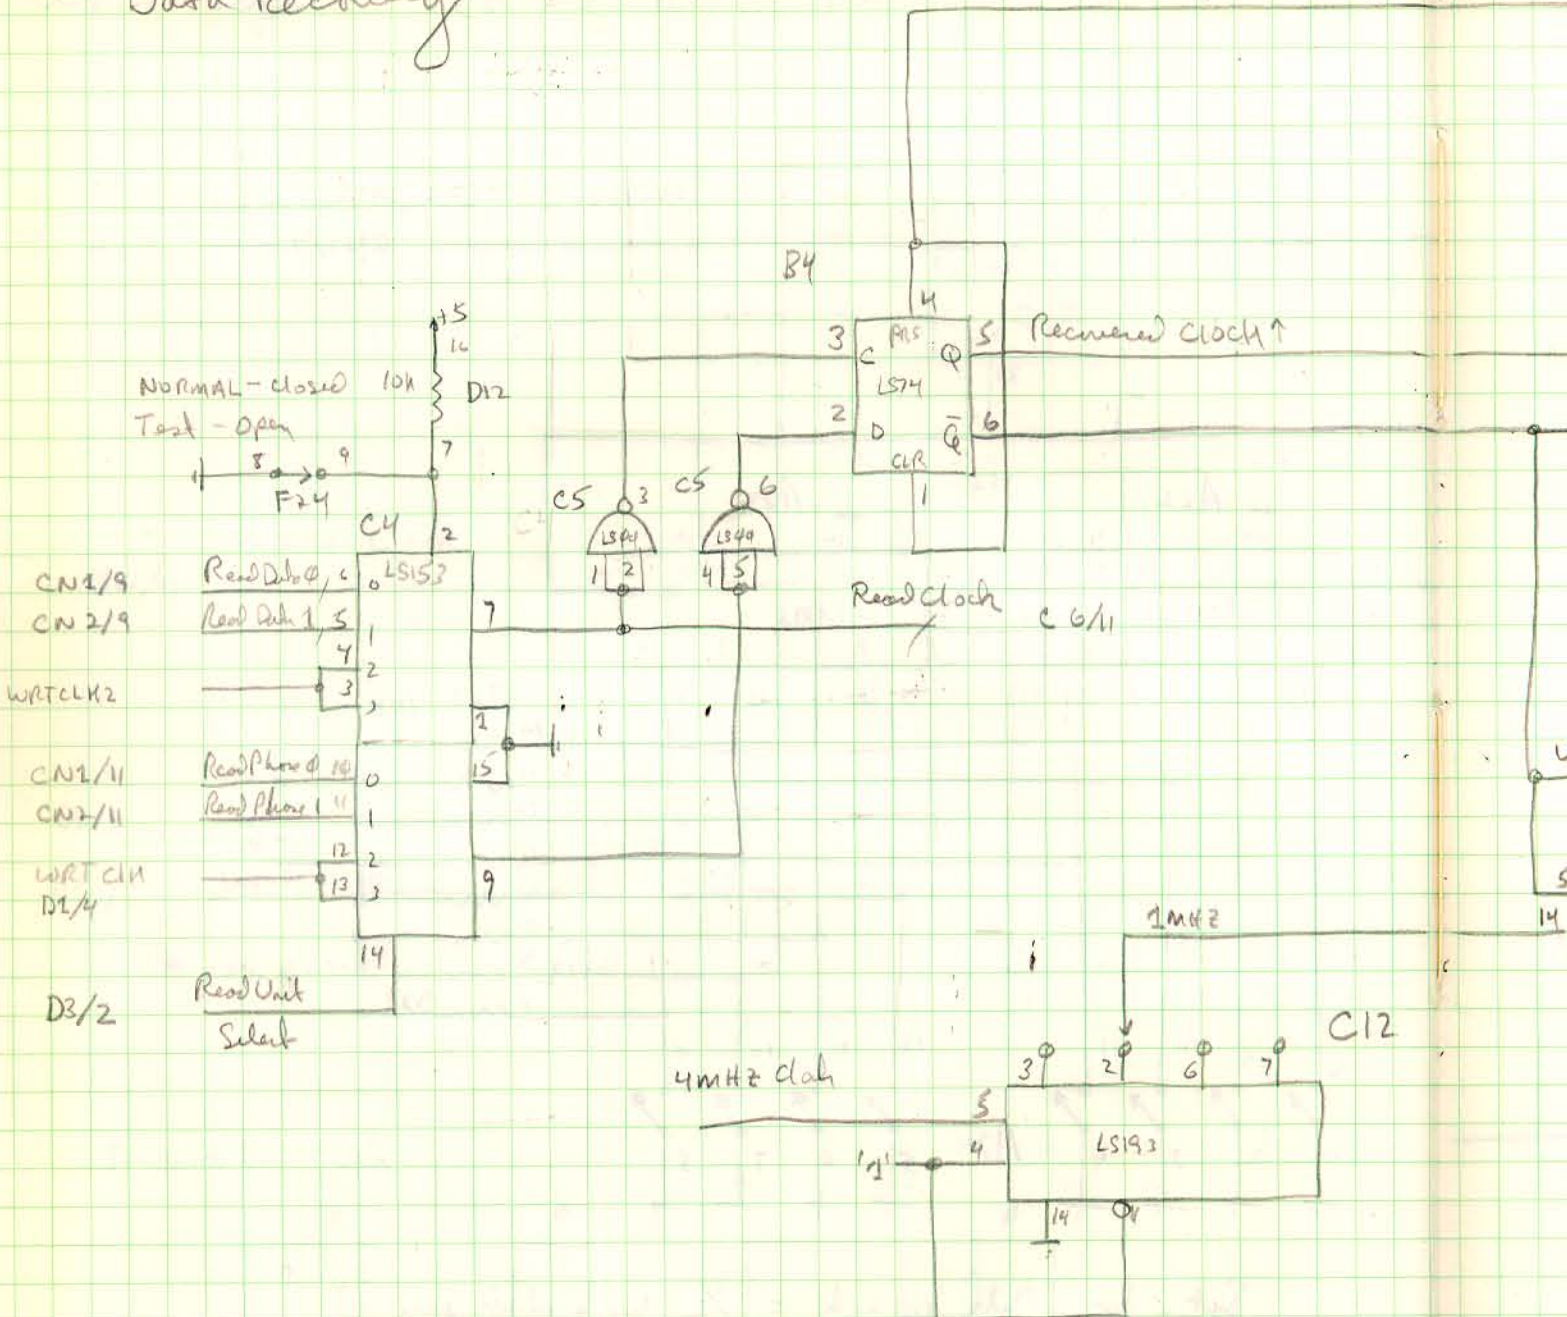 Data Recovery
B4
+5
16
4
NORMAL - closed 10K D12
3 C PRS Q 5 Recovered Clock↑
LS74
Test - Open
2 D Q̄ 6
7
CLR
8 9
F24
C5 3 C5 6
1
C4
2
LS00 LS00
CN1/9 Read Data 0, 6 0 LS153
1 2 4 5
Read Clock C 6/11
CN2/9 Read Data 1, 5 1 7
4 2
WRTCLK2 3 3
1
15
CN1/11 Read Phase 0 10 0
CN2/11 Read Phase 1 11 1
12 2
WRT Clk 13 3 9
D1/4
1MHZ
14
14
D3/2 Read Unit
Select
C12
3 2 6 7
4MHZ Clock
5
LS193
'1' 4
14